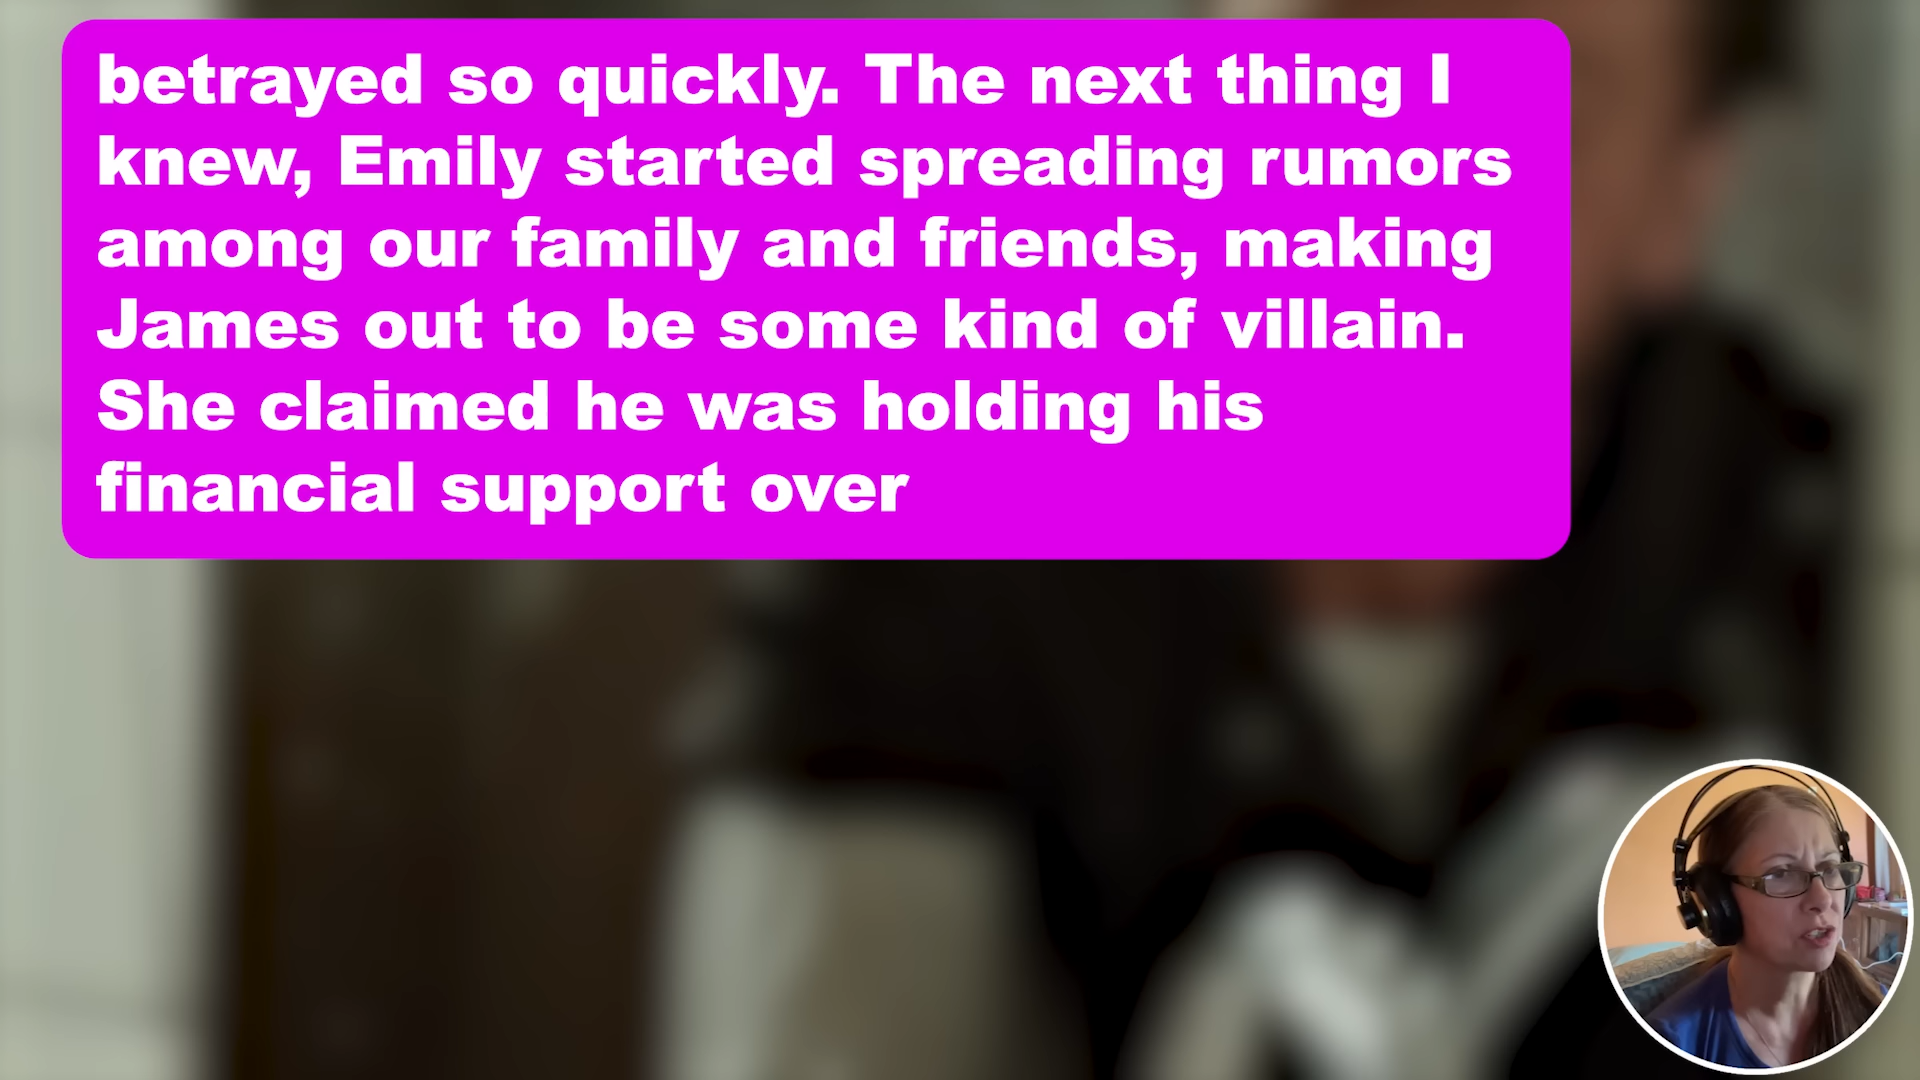 betrayed so quickly. The next thing I
knew, Emily started spreading rumors
among our family and friends, making
James out to be some kind of villain.
She claimed he was holding his
financial support over